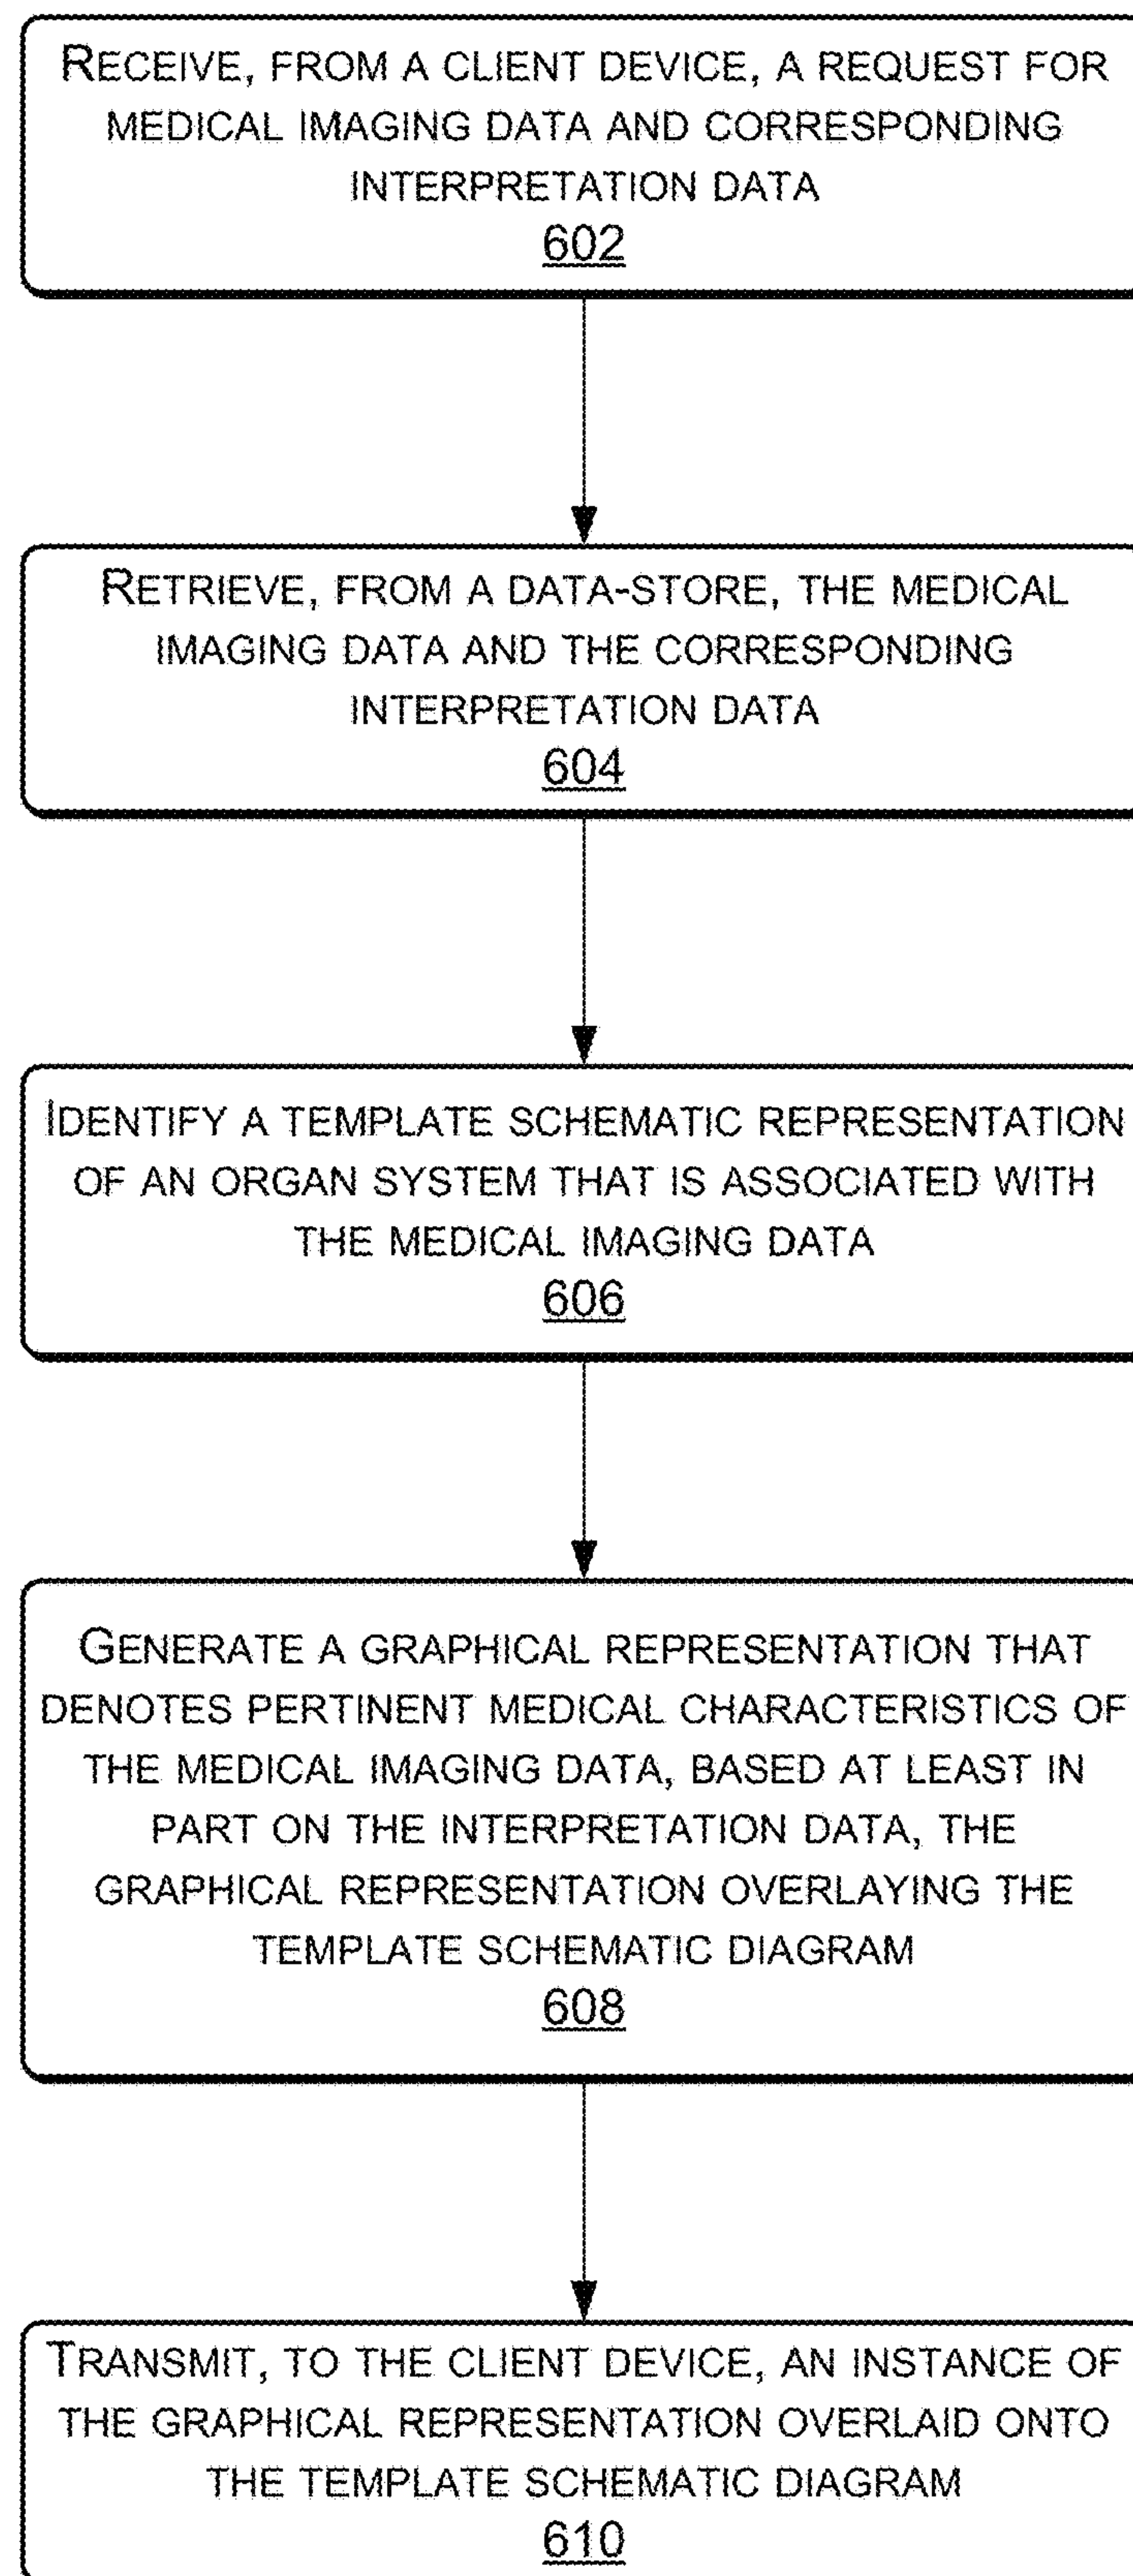 RECEIVE, FROM A CLIENT DEVICE, A REQUEST FOR
MEDICAL IMAGING DATA AND CORRESPONDING
INTERPRETATION DATA
602
RETRIEVE, FROM A DATA-STORE, THE MEDICAL
IMAGING DATA AND THE CORRESPONDING
INTERPRETATION DATA
604
IDENTIFY A TEMPLATE SCHEMATIC REPRESENTATION
OF AN ORGAN SYSTEM THAT IS ASSOCIATED WITH
THE MEDICAL IMAGING DATA
606
GENERATE A GRAPHICAL REPRESENTATION THAT
DENOTES PERTINENT MEDICAL CHARACTERISTICS OF
THE MEDICAL IMAGING DATA, BASED AT LEAST IN
PART ON THE INTERPRETATION DATA, THE
GRAPHICAL REPRESENTATION OVERLAYING THE
TEMPLATE SCHEMATIC DIAGRAM
608
TRANSMIT, TO THE CLIENT DEVICE, AN INSTANCE OF
THE GRAPHICAL REPRESENTATION OVERLAID ONTO
THE TEMPLATE SCHEMATIC DIAGRAM
610